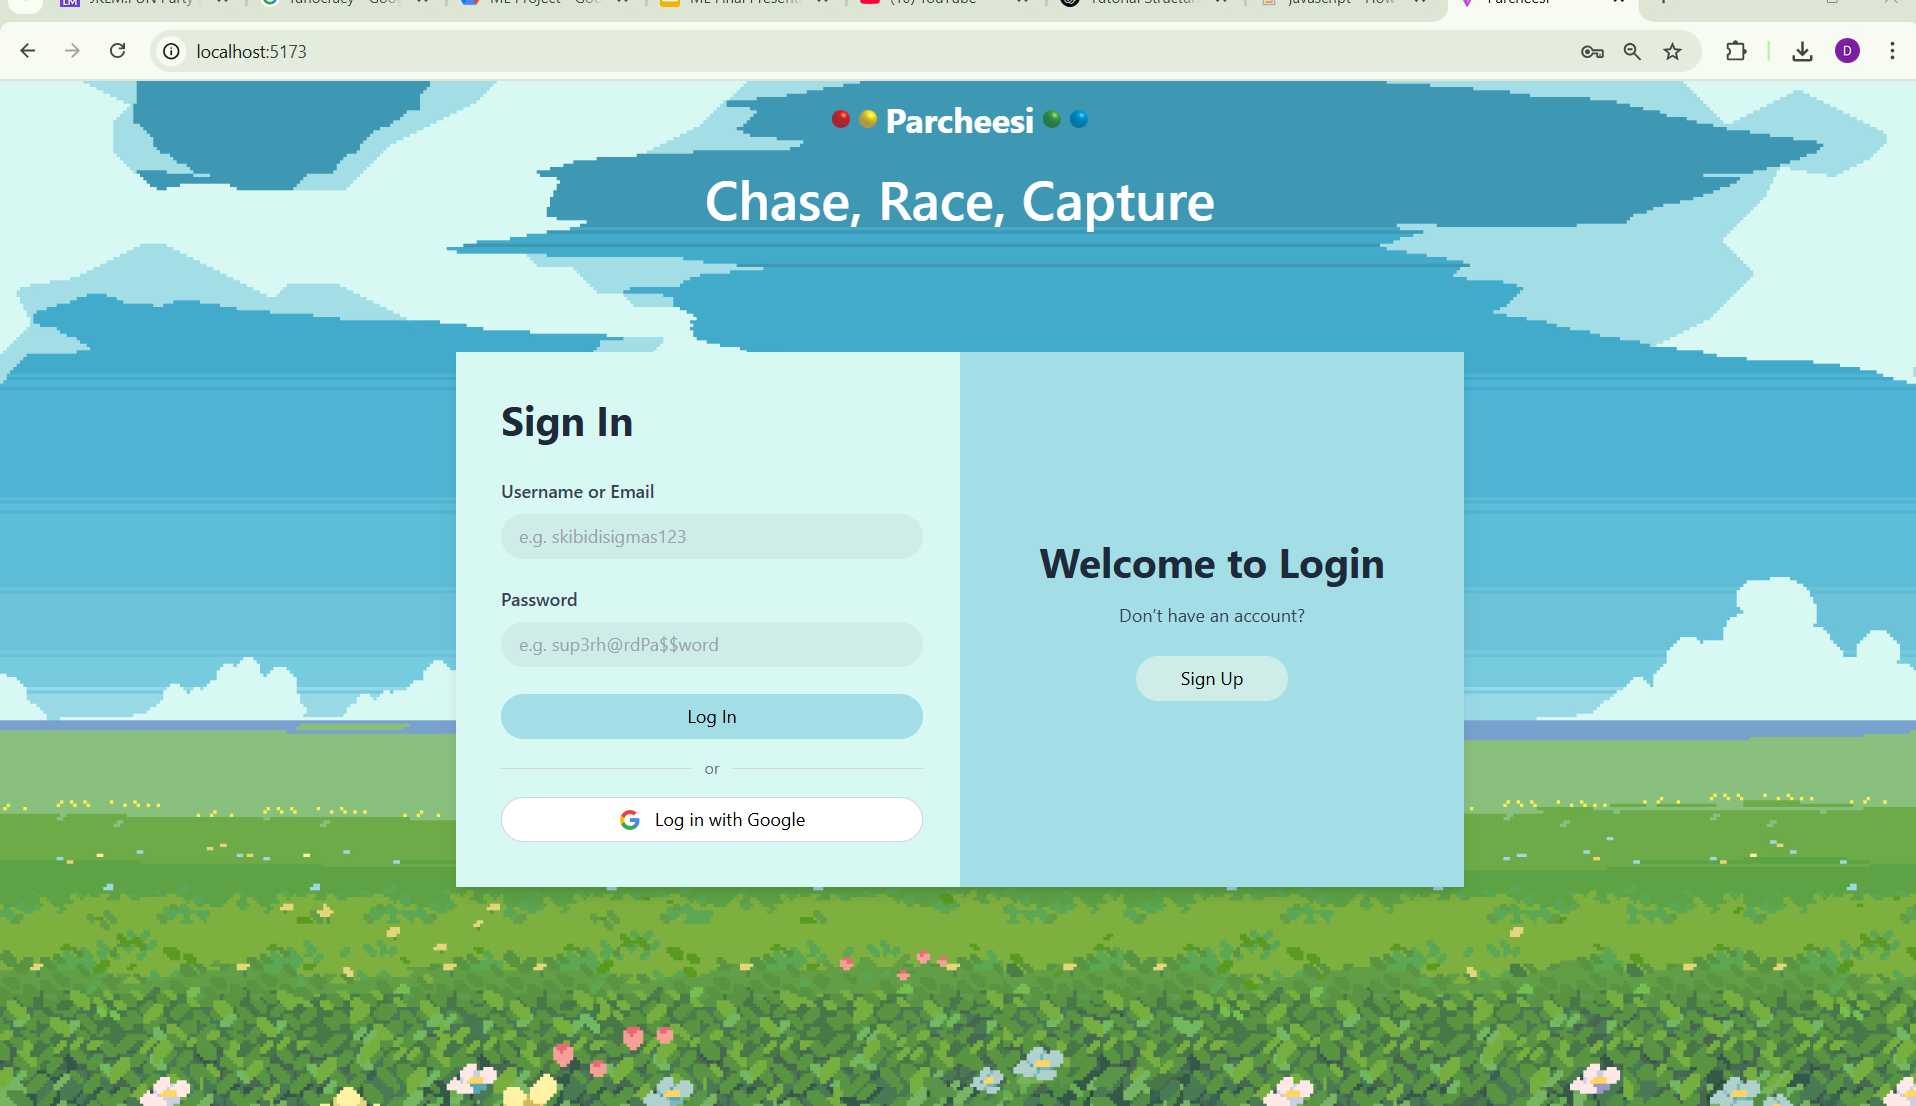 localhost:5173
D
Parcheesi
Chase, Race, Capture
Sign In
Username or Email
e.g. skibidisigmas123
Password
e.g. sup3rh@rdPa$$word
Log In
or
Log in with Google
Welcome to Login
Don't have an account?
Sign Up